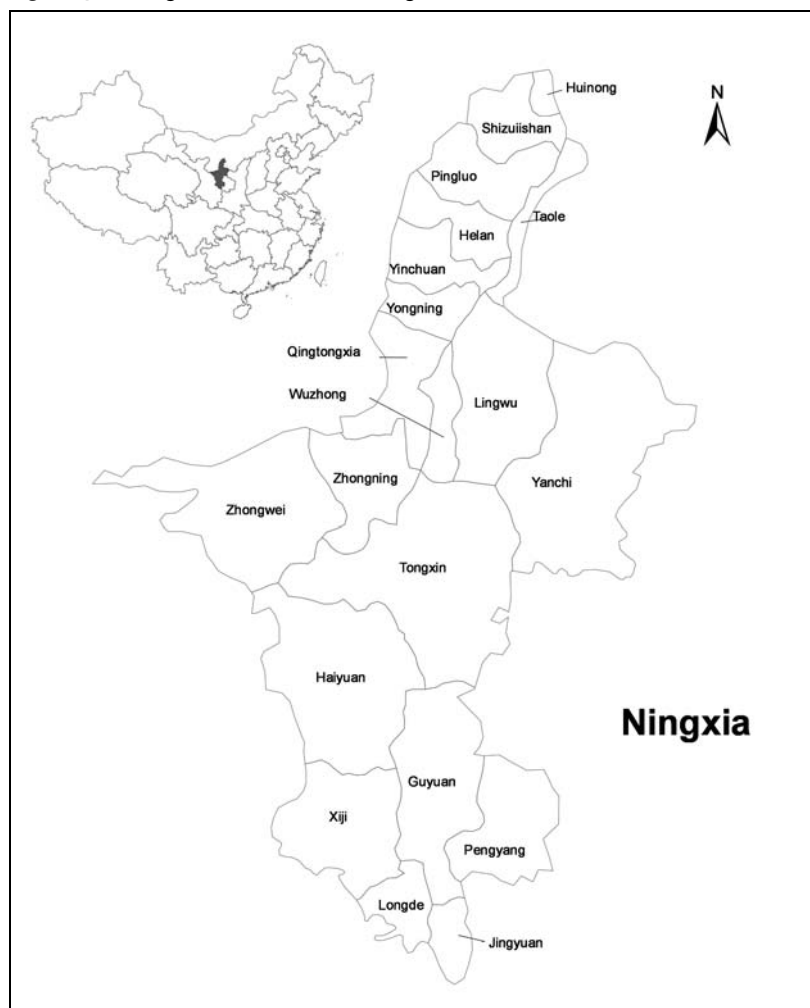 Huinong
N
Shizuiishan
Pingluo
Taole
Helan
Yinchuan
Yongning
Qingtongxia
Wuzhong
Lingwu
Zhongning
Yanchi
Zhongwei
Tongxin
Haiyuan
Ningxia
Guyuan
Xiji
Pengyang
Longde
Jingyuan